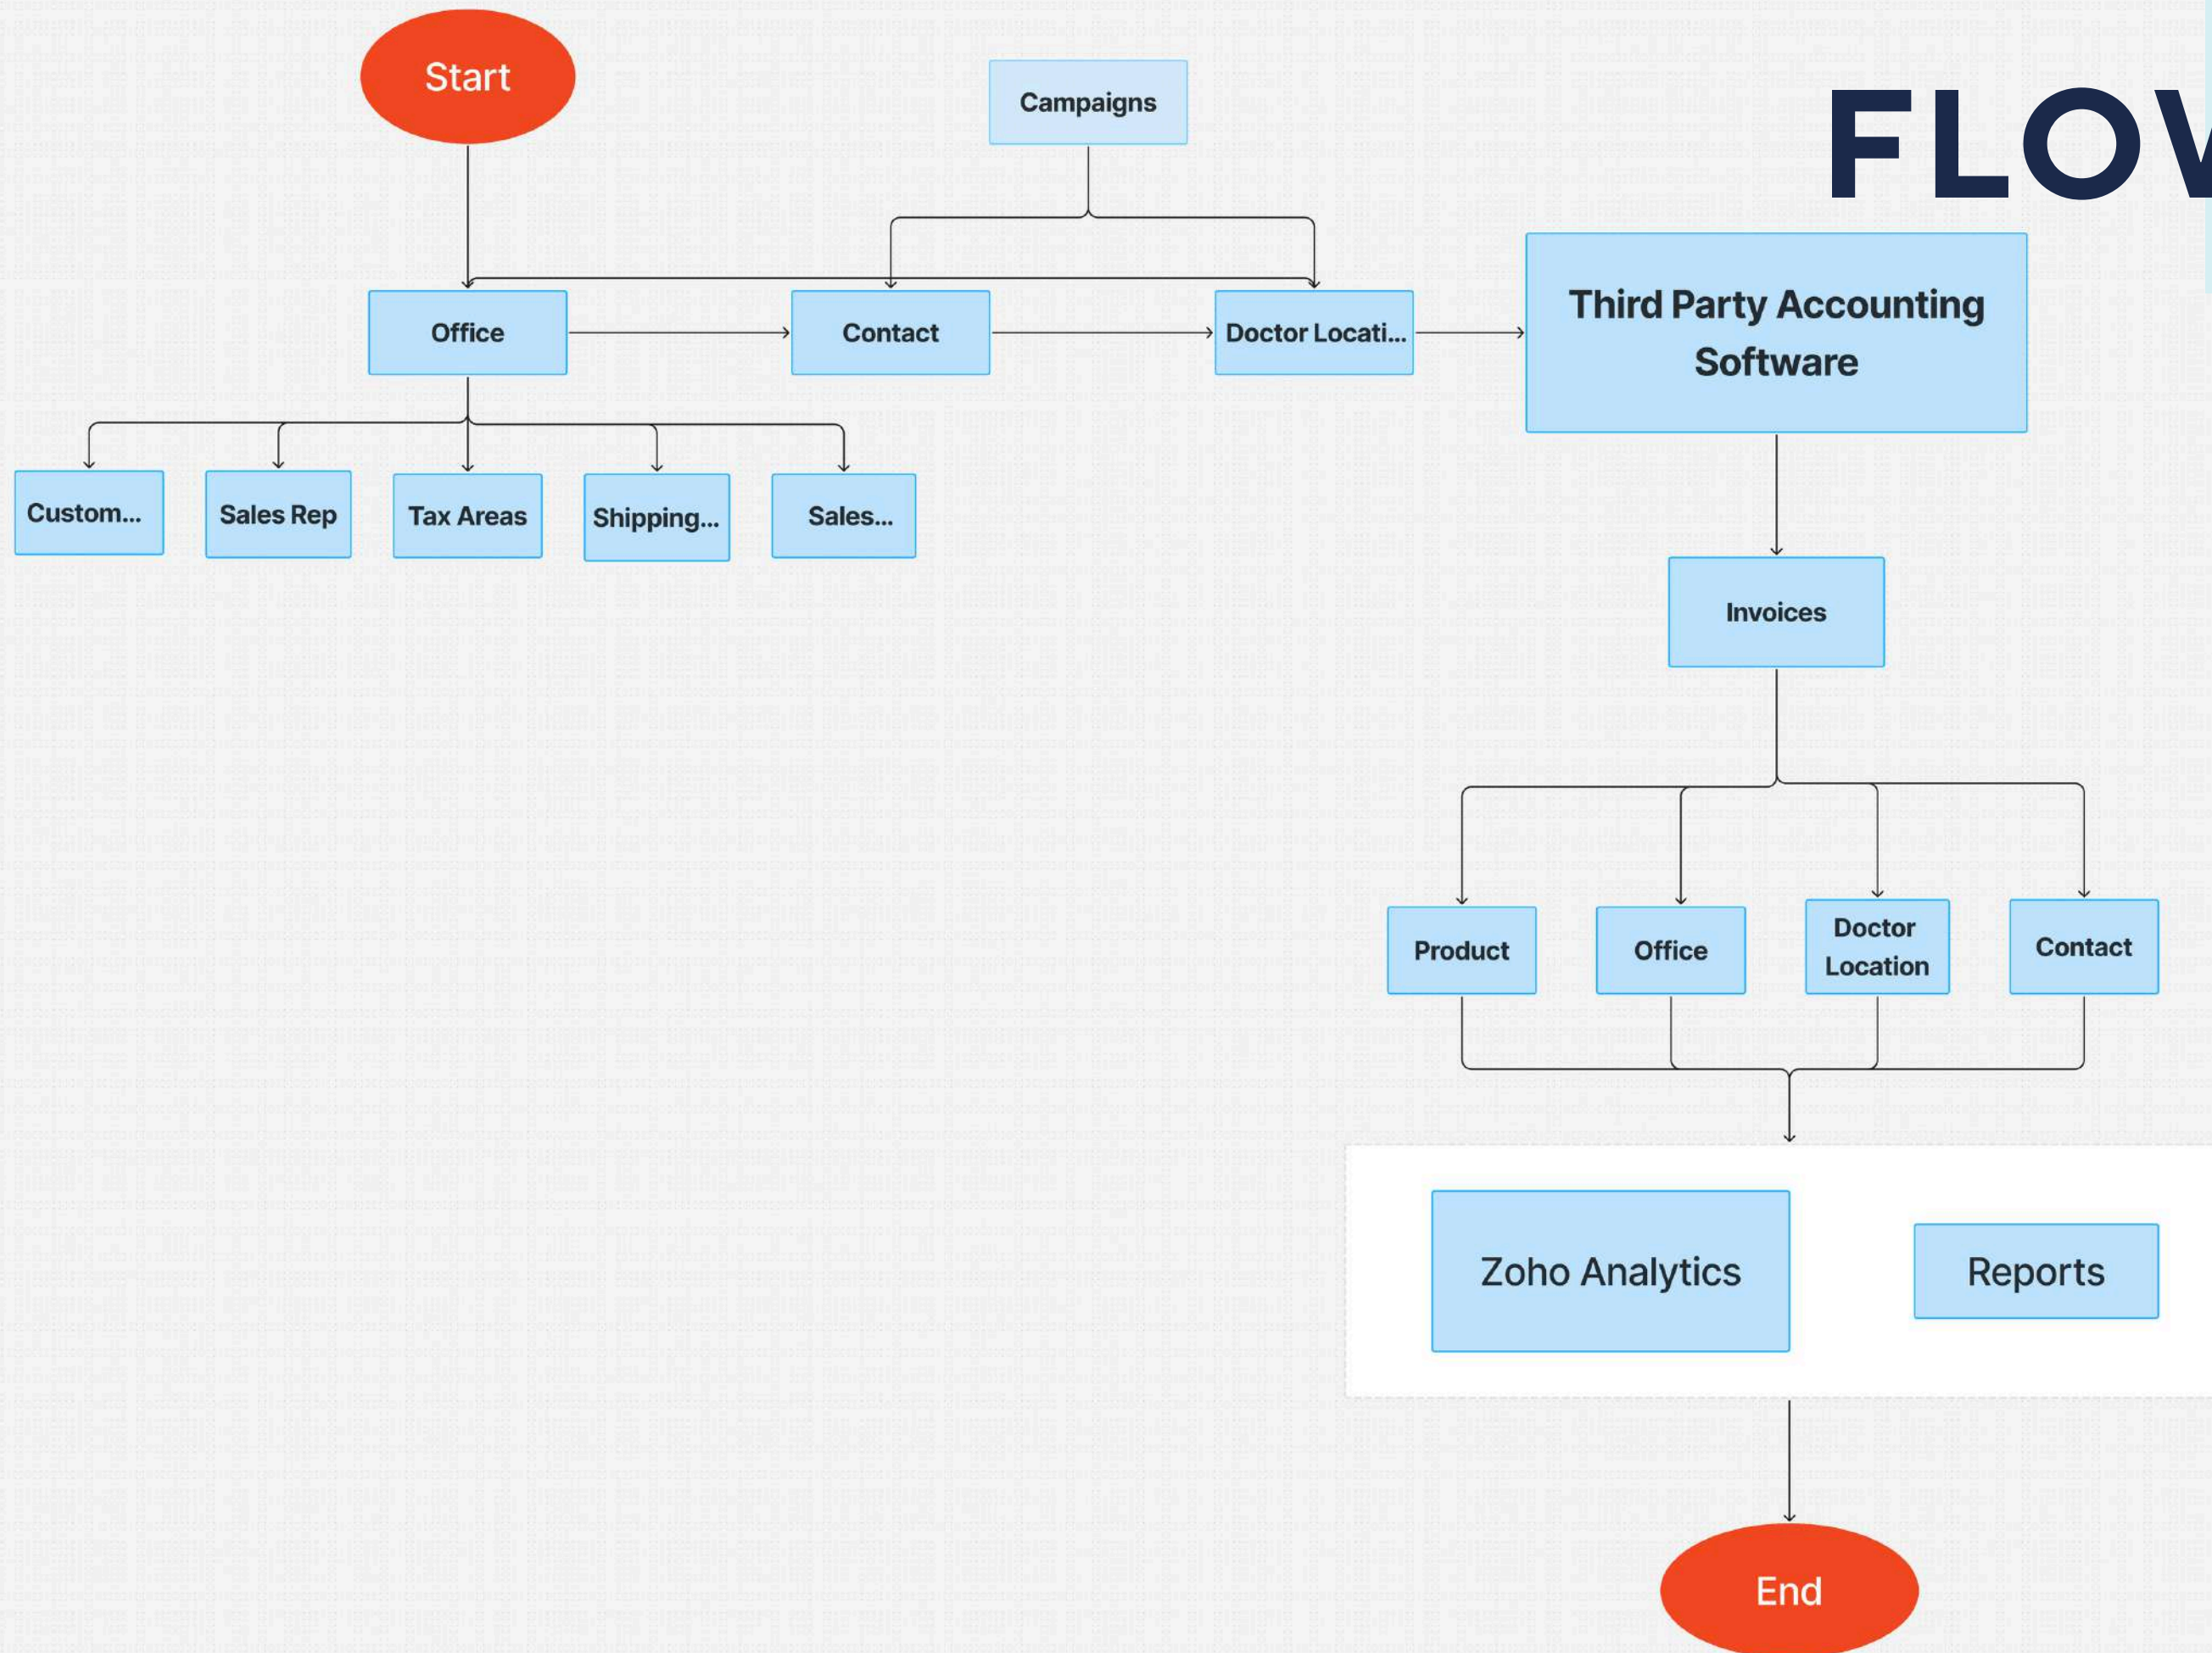 Start
Campaigns
FLOW
Office
Contact
Doctor Locati...
Third Party Accounting
Software
Custom...
Sales Rep
Tax Areas
Shipping...
Sales...
Invoices
Product
Office
Doctor
Location
Contact
Zoho Analytics
Reports
End